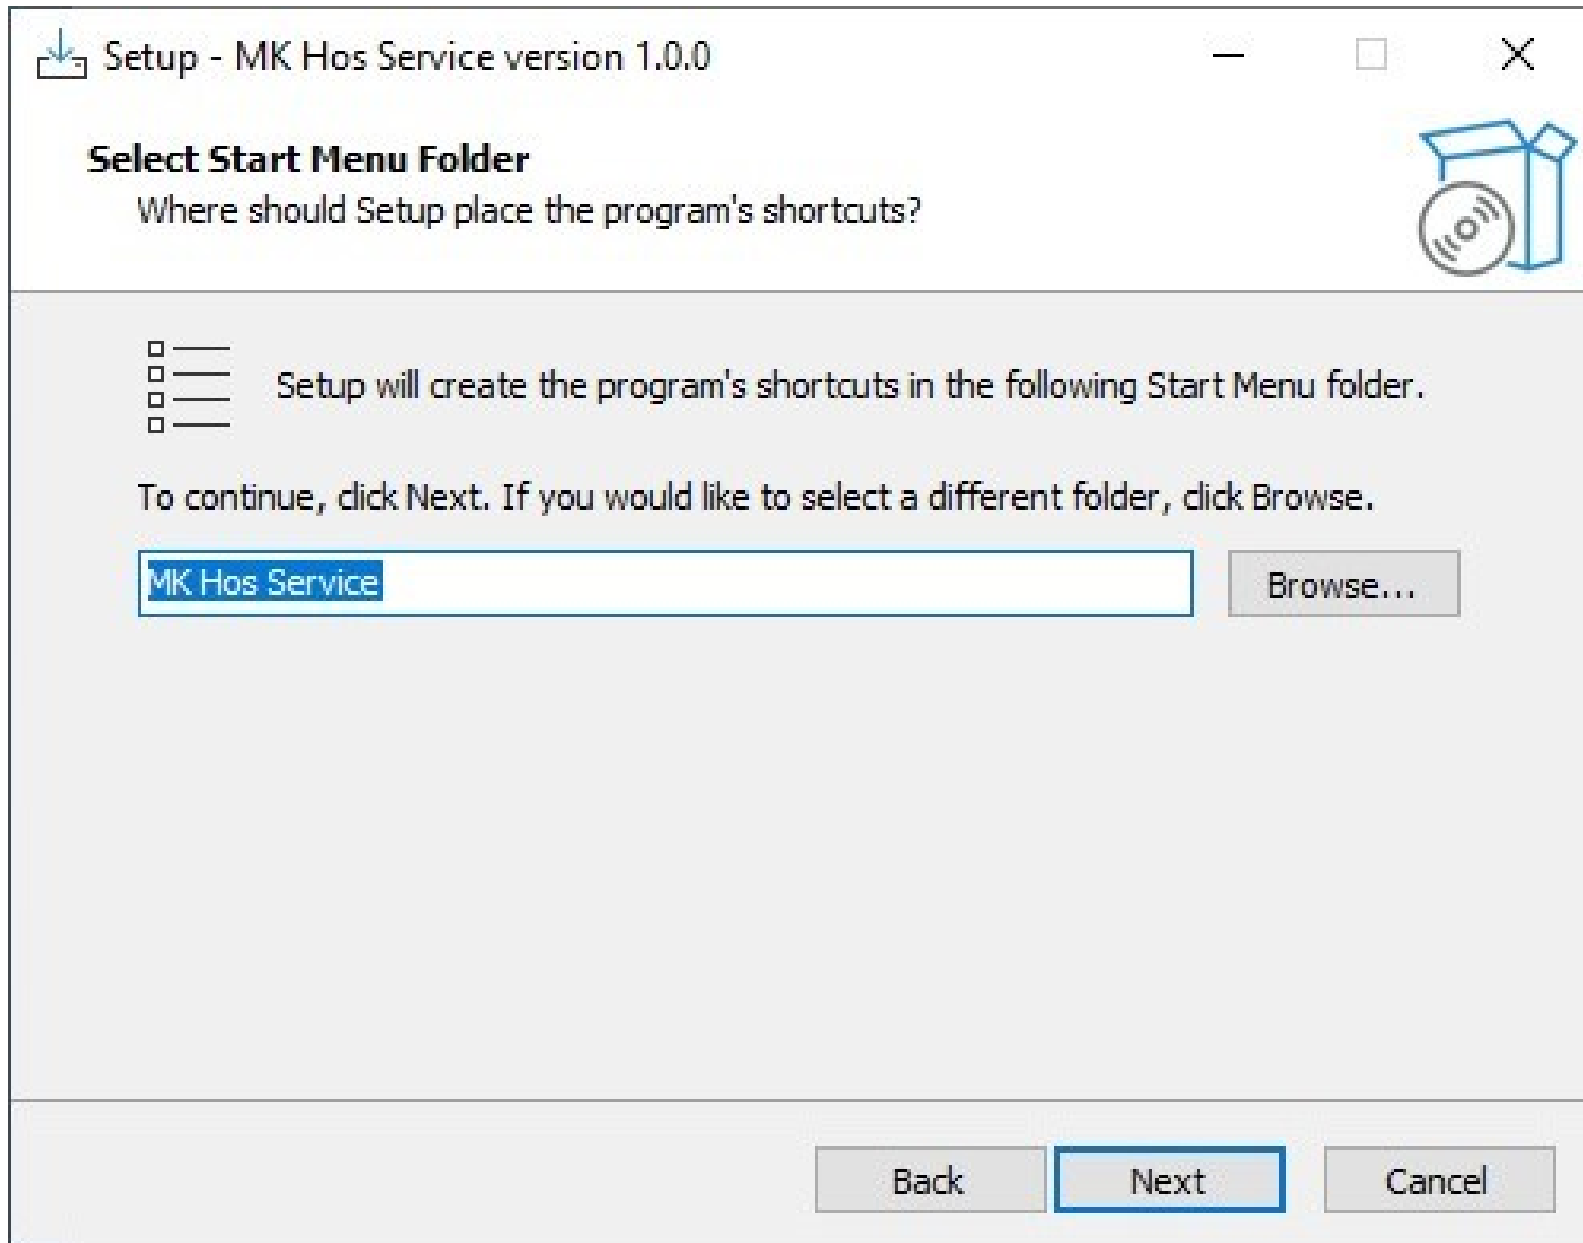 Setup - MK Hos Service version 1.0.0
Select Start Menu Folder
Where should Setup place the program's shortcuts?
Setup will create the program's shortcuts in the following Start Menu folder.
To continue, click Next. If you would like to select a different folder, click Browse.
MK Hos Service
Browse...
Back
Next
Cancel